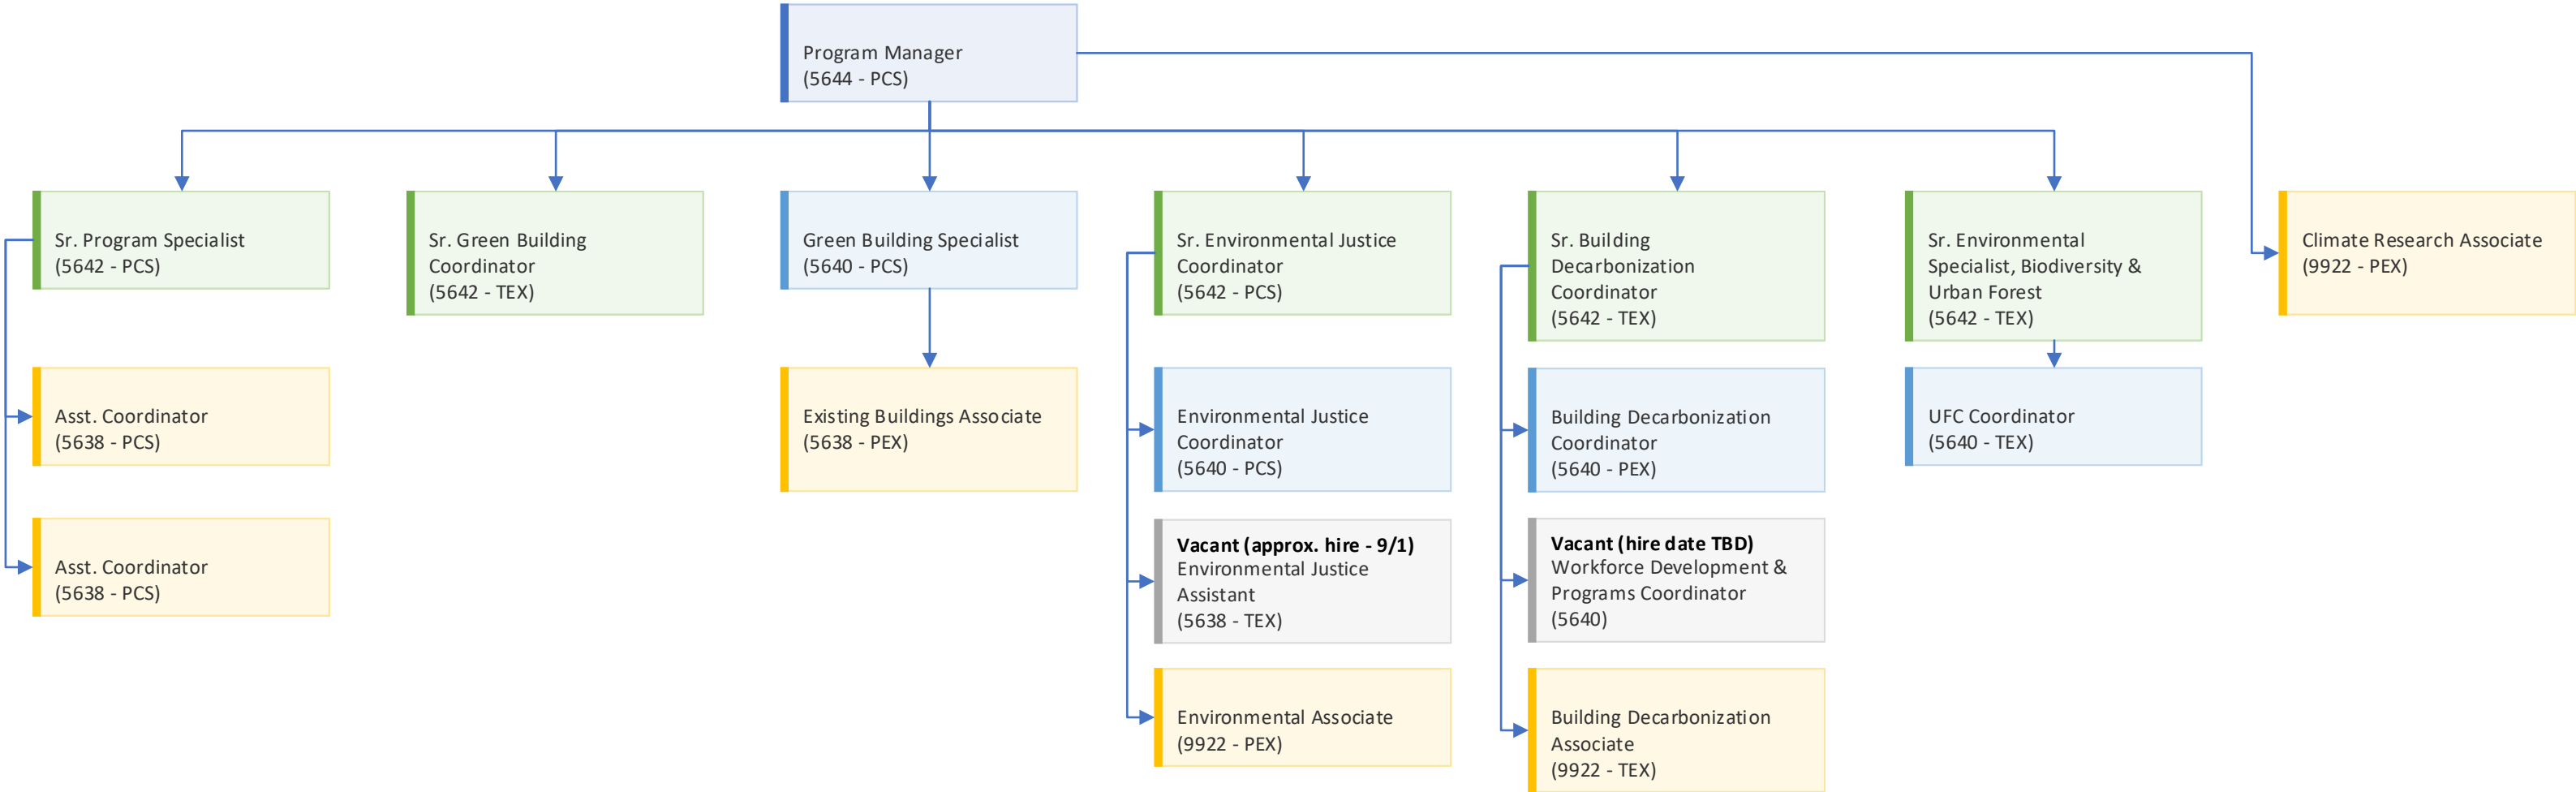 Program Manager
(5644 - PCS)
Sr. Program Specialist
(5642 - PCS)
Sr. Green Building
Coordinator
(5642 - TEX)
Green Building Specialist
(5640 - PCS)
Sr. Environmental Justice
Coordinator
(5642 - PCS)
Sr. Building
Decarbonization
Coordinator
(5642 - TEX)
Sr. Environmental
Specialist, Biodiversity &
Urban Forest
(5642 - TEX)
Climate Research Associate
(9922 - PEX)
Asst. Coordinator
(5638 - PCS)
Existing Buildings Associate
(5638 - PEX)
Environmental Justice
Coordinator
(5640 - PCS)
Building Decarbonization
Coordinator
(5640 - PEX)
UFC Coordinator
(5640 - TEX)
Asst. Coordinator
(5638 - PCS)
Vacant (approx. hire - 9/1)
Environmental Justice
Assistant
(5638 - TEX)
Vacant (hire date TBD)
Workforce Development &
Programs Coordinator
(5640)
Environmental Associate
(9922 - PEX)
Building Decarbonization
Associate
(9922 - TEX)